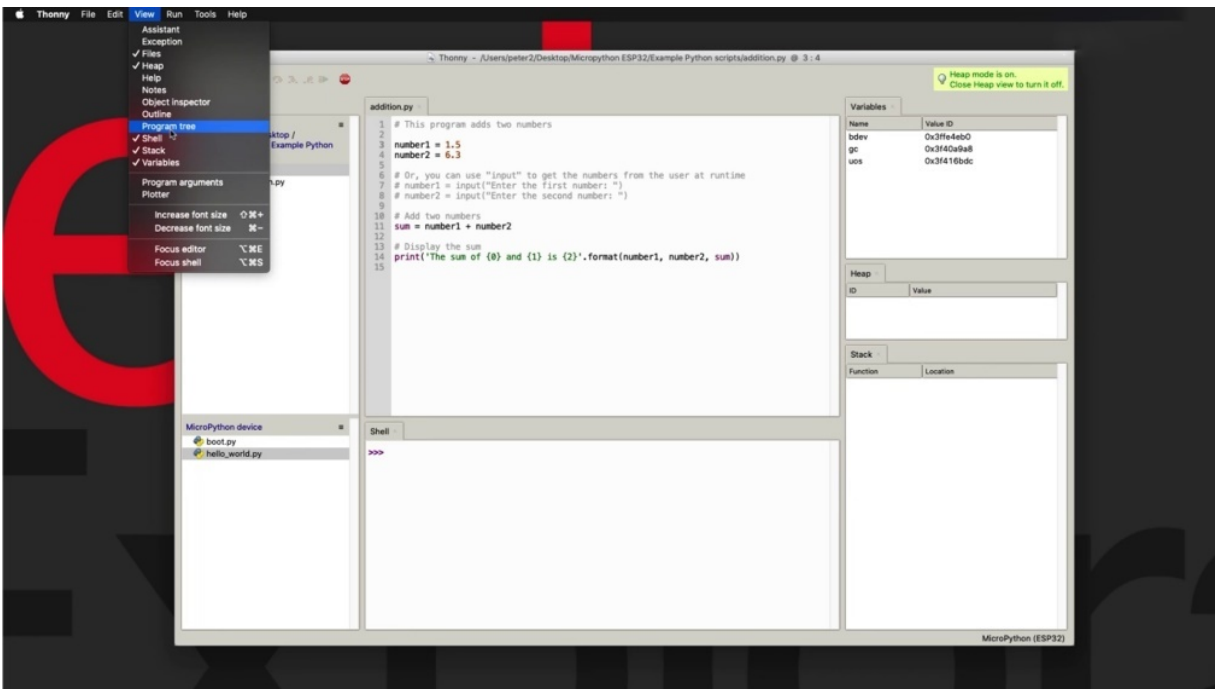 Thonny File Edit View Run Tools Help
Assistant
Exception
✓ Files
✓ Heap
Help
Notes
Object inspector
Outline
Program tree
✓ Shell
✓ Stack
✓ Variables
Program arguments
Plotter
Increase font size ⇧⌘+
Decrease font size ⌘-
Focus editor ⌥⌘E
Focus shell ⌥⌘S
Thonny - /Users/peter2/Desktop/Micropython ESP32/Example Python scripts/addition.py @ 3 : 4
Heap mode is on.
Close Heap view to turn it off.
ktop /
Example Python
n.py
MicroPython device
boot.py
hello_world.py
addition.py
1 # This program adds two numbers
2
3 number1 = 1.5
4 number2 = 6.3
5
6 # Or, you can use "input" to get the numbers from the user at runtime
7 # number1 = input("Enter the first number: ")
8 # number2 = input("Enter the second number: ")
9
10 # Add two numbers
11 sum = number1 + number2
12
13 # Display the sum
14 print('The sum of {0} and {1} is {2}'.format(number1, number2, sum))
15
Shell
>>>
Variables
Name Value ID
bdev 0x3ffe4eb0
gc 0x3f40a9a8
uos 0x3f416bdc
Heap
ID Value
Stack
Function Location
MicroPython (ESP32)